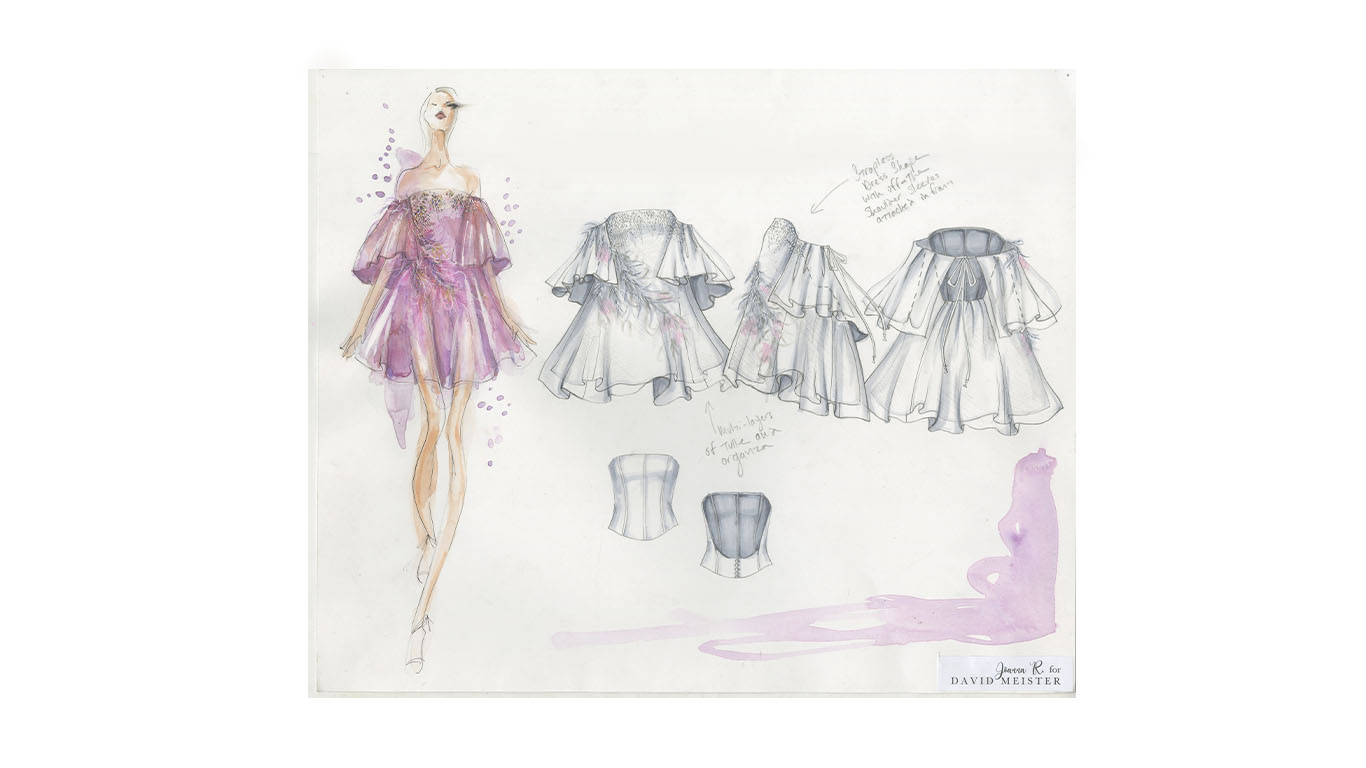 Strapless
Dress Shape
with off-the
shoulder sleeves
attached in front
multi-layers
of tulle and
organza
Joanna R. for
DAVID MEISTER